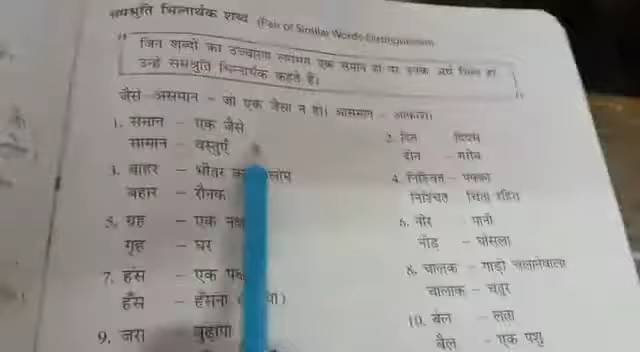 समश्रुति भिन्नार्थक शब्द (Pair of Similar Words Distinguished
जिन शब्दों का उच्चारण लगभग एक समान हो पर उनके अर्थ भिन्न हों
उन्हें समश्रुति भिन्नार्थक कहते हैं।
जैसे असमान – जो एक जैसा न हो। आसमान – आकाश।
1. समान – एक जैसे
सामान – वस्तुएँ
2. दिन दिवस
दीन – गरीब
3. बाहर – भीतर का
बहार – रौनक
4. निश्चित – पक्का
निश्चिंत चिंता रहित
5. ग्रह – एक
गृह – घर
6. नीर – पानी
नीड़ – घोंसला
7. हंस – एक
हँस – हँसना
8. चालक – गाड़ी चलानेवाला
चालाक – चतुर
9. जरा बुढ़ापा
10. बेल – लता
बैल – एक पशु